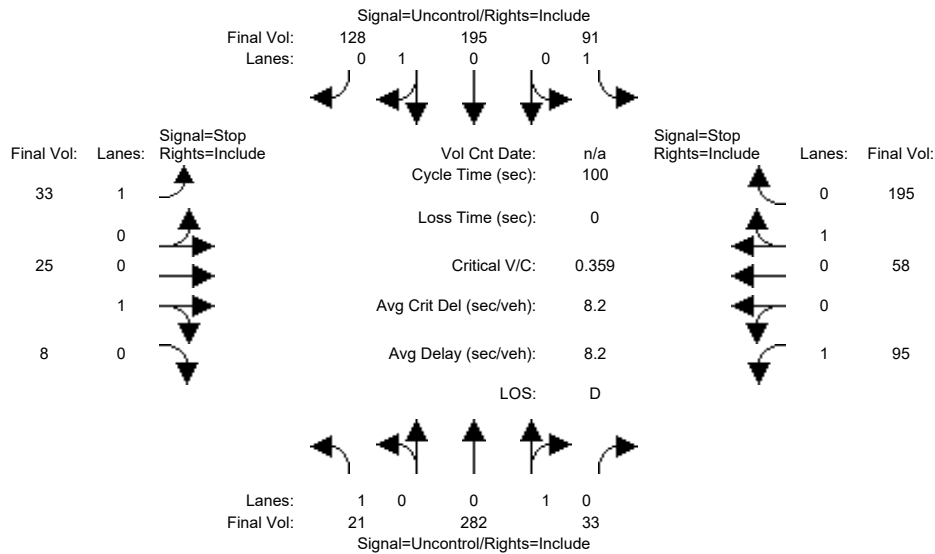 Signal=Uncontrol/Rights=Include
Final Vol: 128 195 91
Lanes: 0 1 0 0 1
Signal=Stop
Final Vol: Lanes: Rights=Include
Vol Cnt Date: n/a
Signal=Stop
Rights=Include Lanes: Final Vol:
Cycle Time (sec): 100
33 1
0 195
Loss Time (sec): 0
0
1
25 0
Critical V/C: 0.359
0 58
1
Avg Crit Del (sec/veh): 8.2
0
8 0
Avg Delay (sec/veh): 8.2
1 95
LOS: D
Lanes: 1 0 0 1 0
Final Vol: 21 282 33
Signal=Uncontrol/Rights=Include